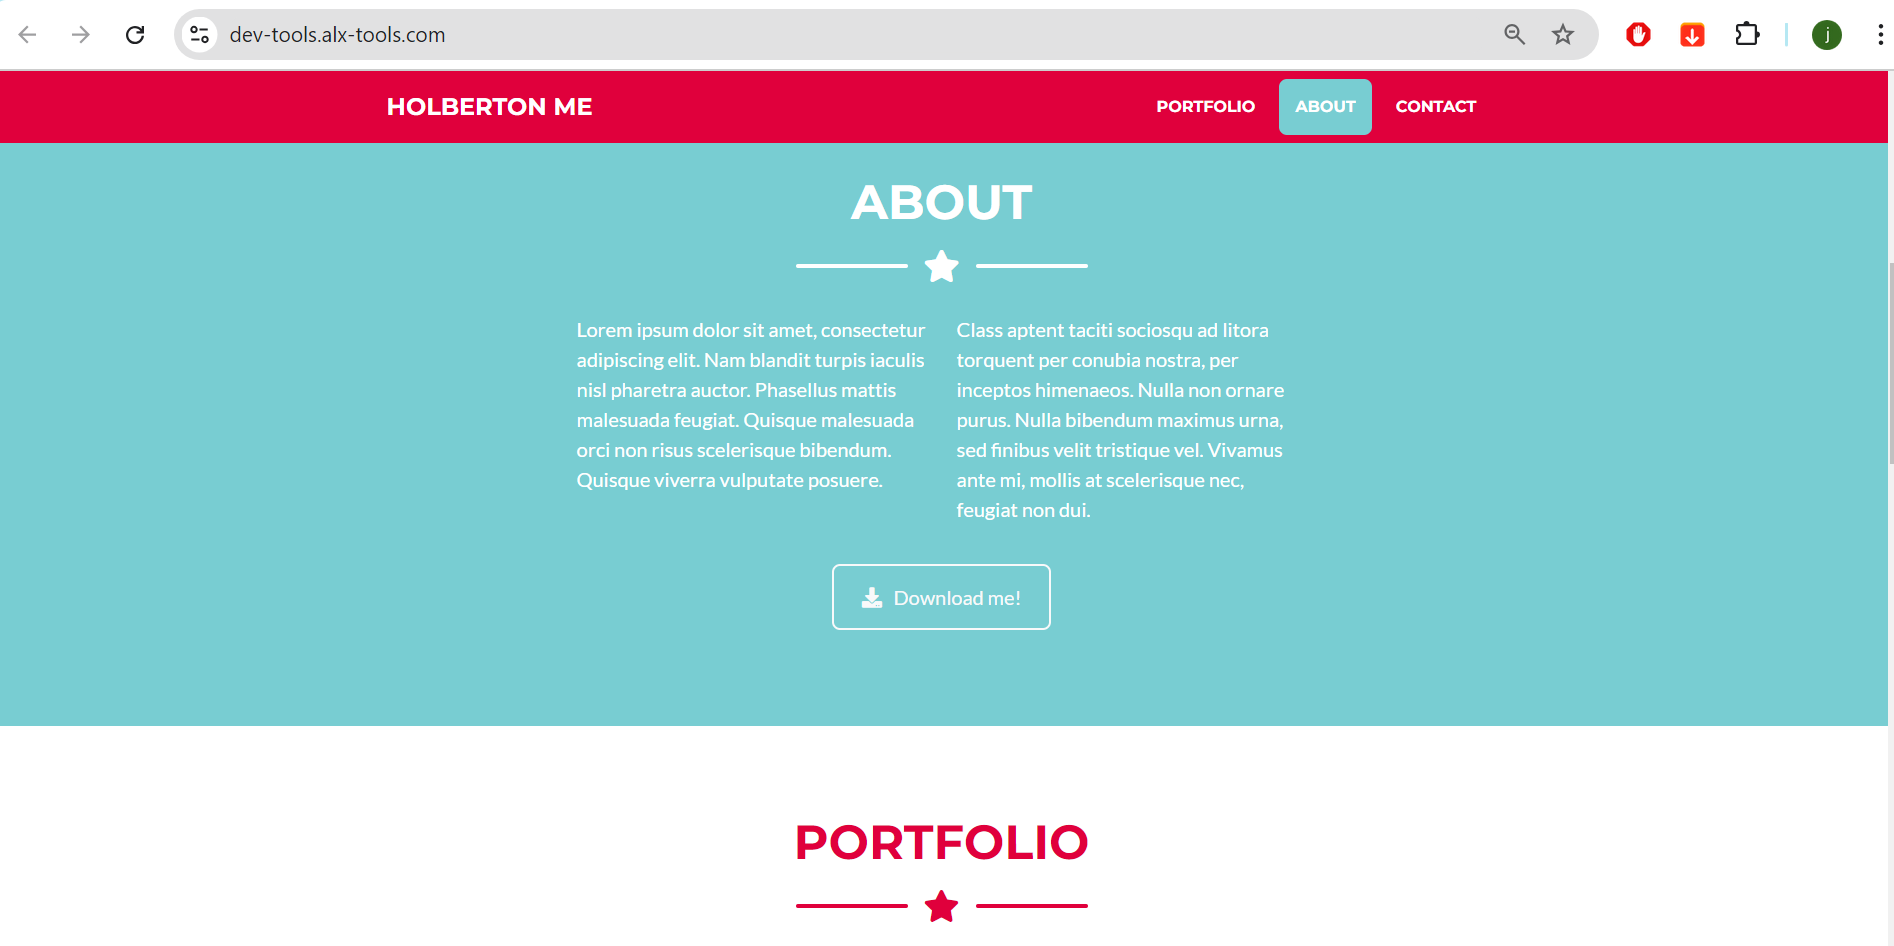 dev-tools.alx-tools.com
j
HOLBERTON ME
PORTFOLIO
ABOUT
CONTACT
ABOUT
Lorem ipsum dolor sit amet, consectetur
adipiscing elit. Nam blandit turpis iaculis
nisl pharetra auctor. Phasellus mattis
malesuada feugiat. Quisque malesuada
orci non risus scelerisque bibendum.
Quisque viverra vulputate posuere.
Class aptent taciti sociosqu ad litora
torquent per conubia nostra, per
inceptos himenaeos. Nulla non ornare
purus. Nulla bibendum maximus urna,
sed finibus velit tristique vel. Vivamus
ante mi, mollis at scelerisque nec,
feugiat non dui.
Download me!
PORTFOLIO